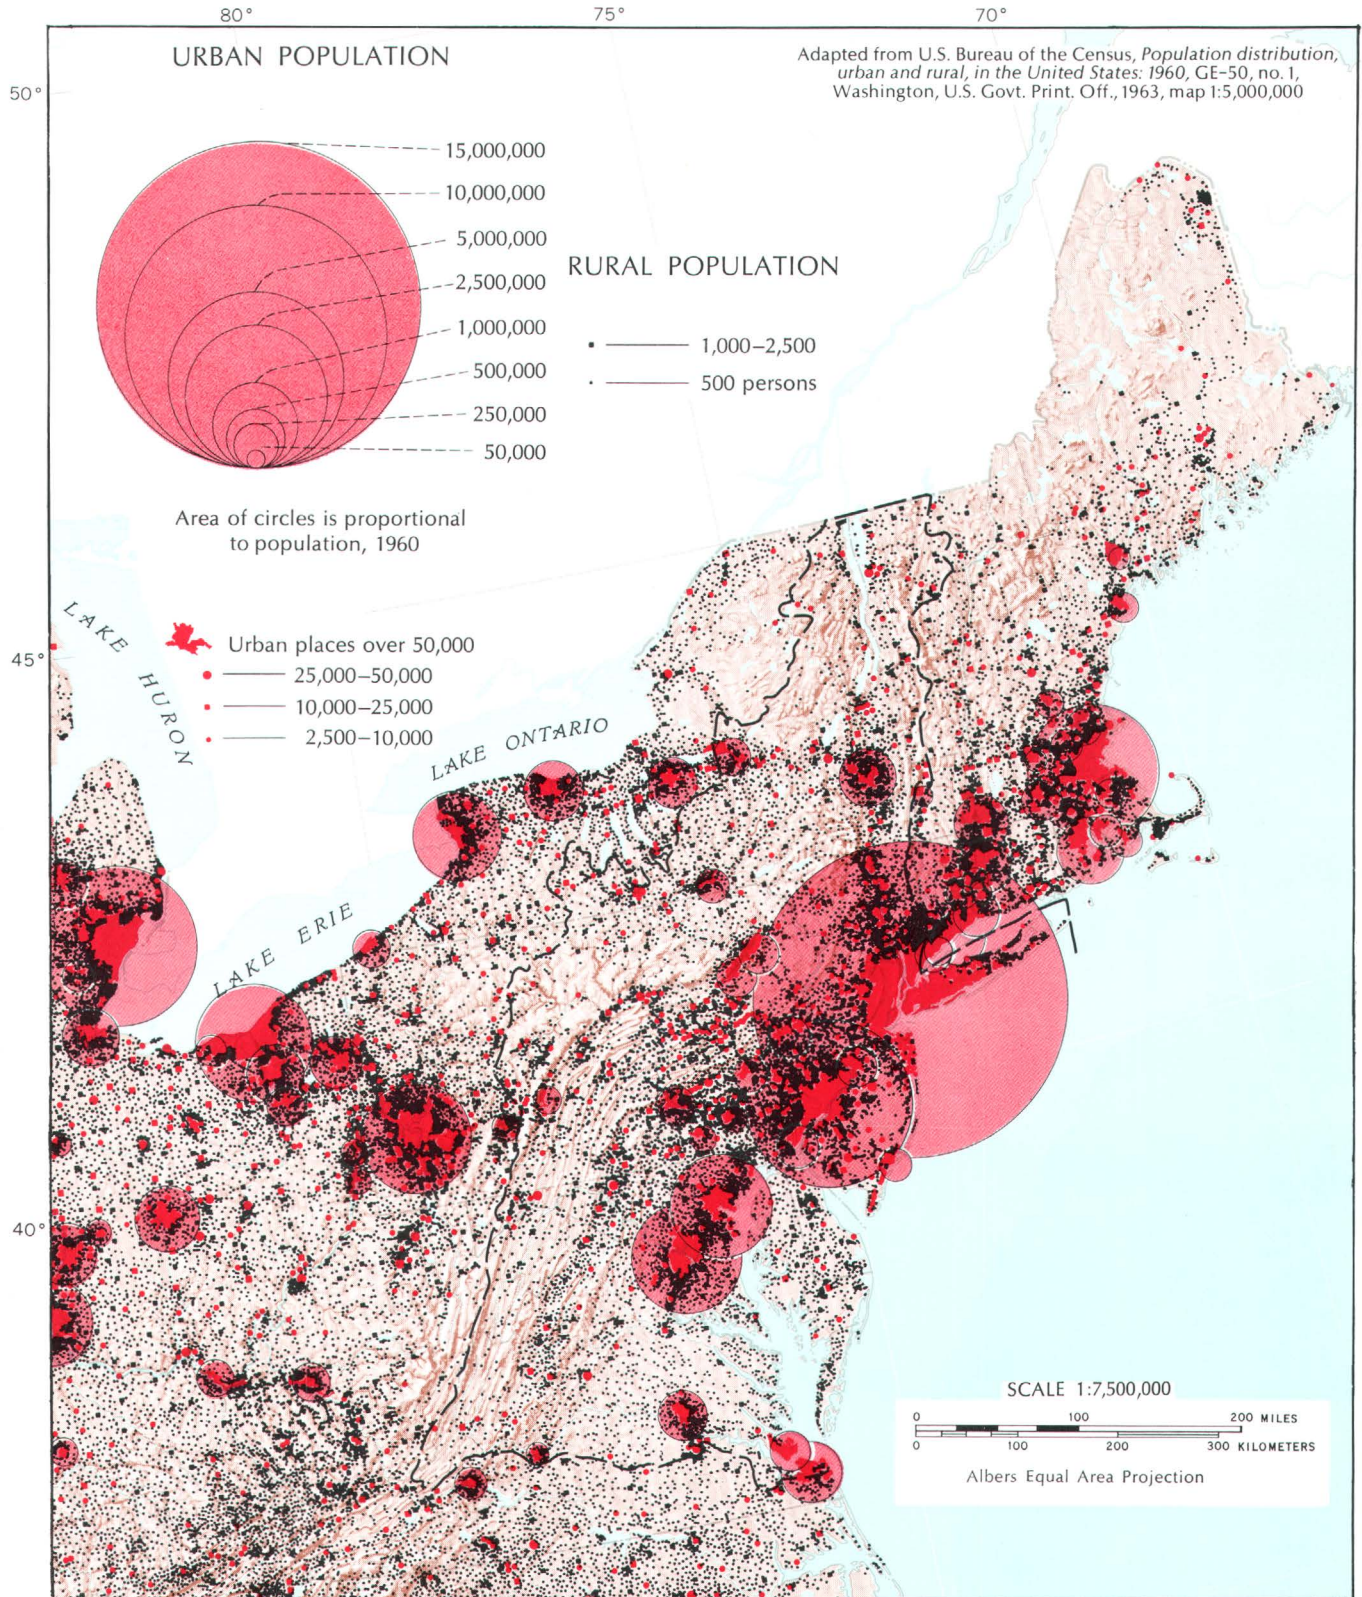 80°
75°
70°
50°
45°
40°
URBAN POPULATION
Adapted from U.S. Bureau of the Census, Population distribution,
urban and rural, in the United States: 1960, GE–50, no. 1,
Washington, U.S. Govt. Print. Off., 1963, map 1:5,000,000
15,000,000
10,000,000
5,000,000
2,500,000
1,000,000
500,000
250,000
50,000
Area of circles is proportional
to population, 1960
RURAL POPULATION
1,000–2,500
500 persons
Urban places over 50,000
25,000–50,000
10,000–25,000
2,500–10,000
LAKE HURON
LAKE ONTARIO
LAKE ERIE
SCALE 1:7,500,000
0 100 200 MILES
0 100 200 300 KILOMETERS
Albers Equal Area Projection